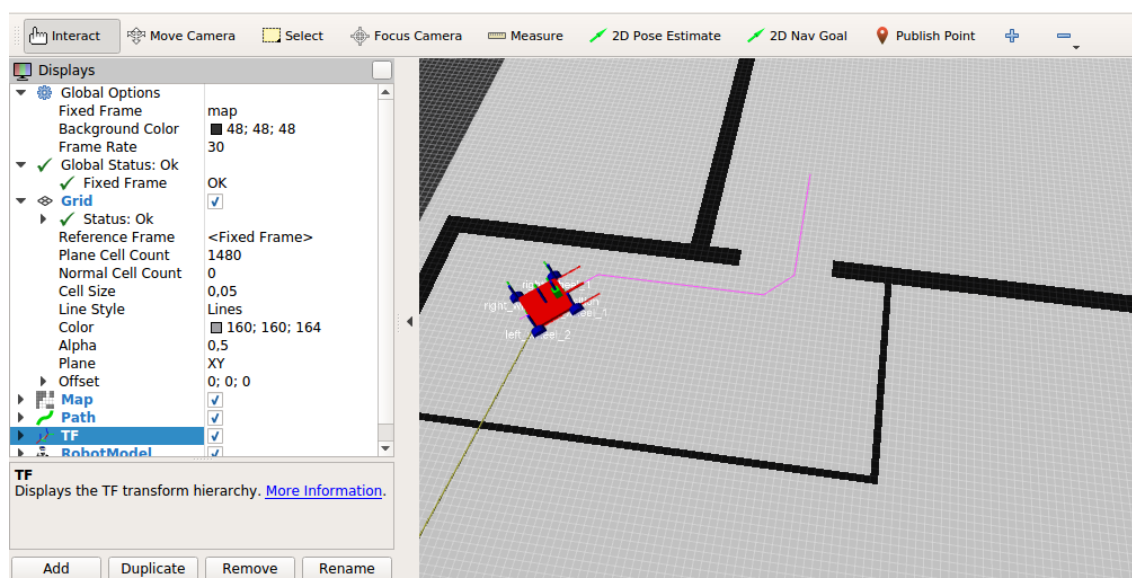 Interact Move Camera Select Focus Camera Measure 2D Pose Estimate 2D Nav Goal Publish Point
Displays
Global Options
Fixed Frame map
Background Color 48; 48; 48
Frame Rate 30
Global Status: Ok
Fixed Frame OK
Grid
Status: Ok
Reference Frame <Fixed Frame>
Plane Cell Count 1480
Normal Cell Count 0
Cell Size 0,05
Line Style Lines
Color 160; 160; 164
Alpha 0,5
Plane XY
Offset 0; 0; 0
Map
Path
TF
RobotModel
TF
Displays the TF transform hierarchy. More Information.
Add Duplicate Remove Rename